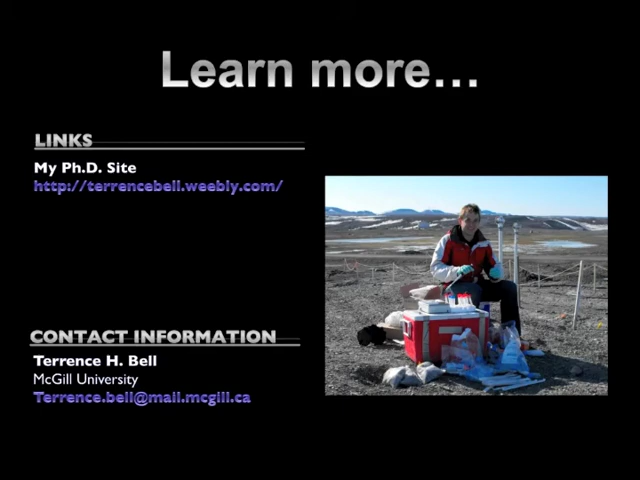 Learn more…
LINKS
My Ph.D. Site
http://terrencebell.weebly.com/
CONTACT INFORMATION
Terrence H. Bell
McGill University
Terrence.bell@mail.mcgill.ca